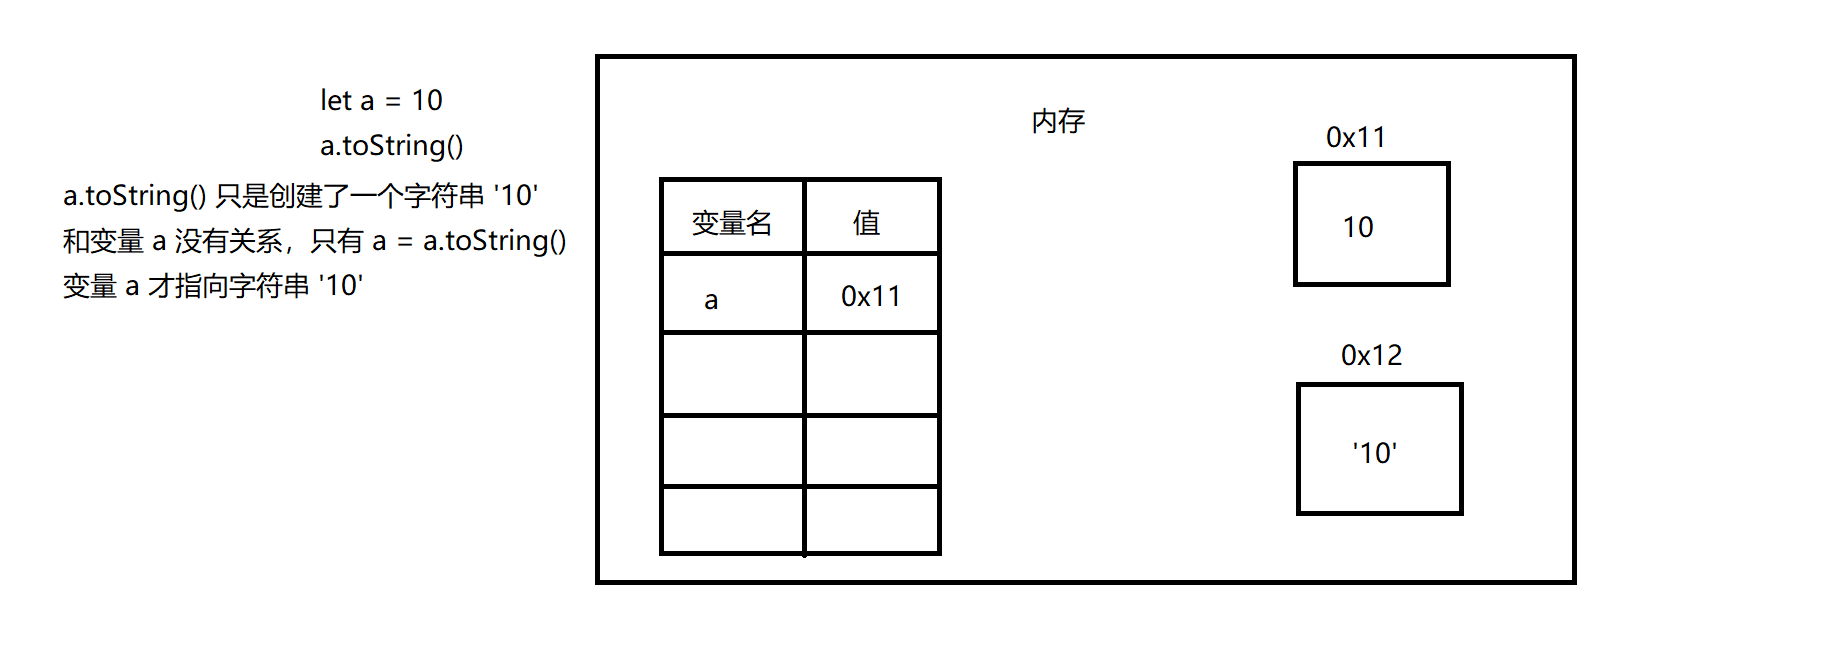 let a = 10
a.toString()
a.toString() 只是创建了一个字符串 '10'
和变量 a 没有关系，只有 a = a.toString()
变量 a 才指向字符串 '10'
内存
变量名 值
a 0x11
0x11
10
0x12
'10'